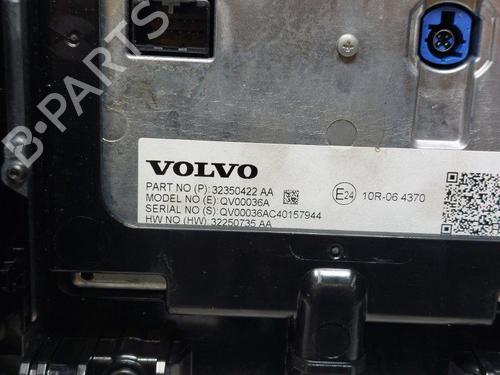 B-PARTS
VOLVO
PART NO (P): 32350422 AA
MODEL NO (E): QV00036A
SERIAL NO (S): QV00036AC40157944
HW NO (HW): 32250735 AA
E24 10R-06 4370